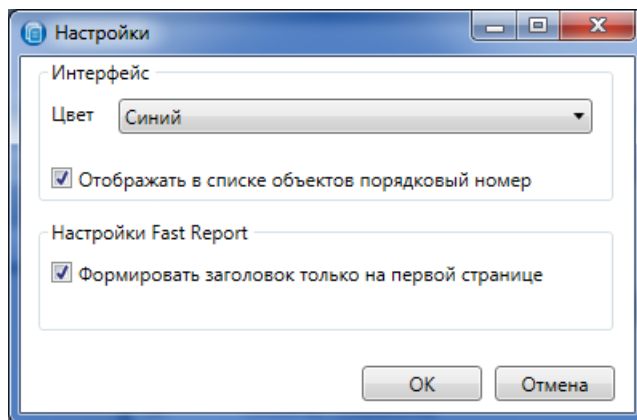 Настройки
Интерфейс
Цвет Синий
Отображать в списке объектов порядковый номер
Настройки Fast Report
Формировать заголовок только на первой странице
OK Отмена